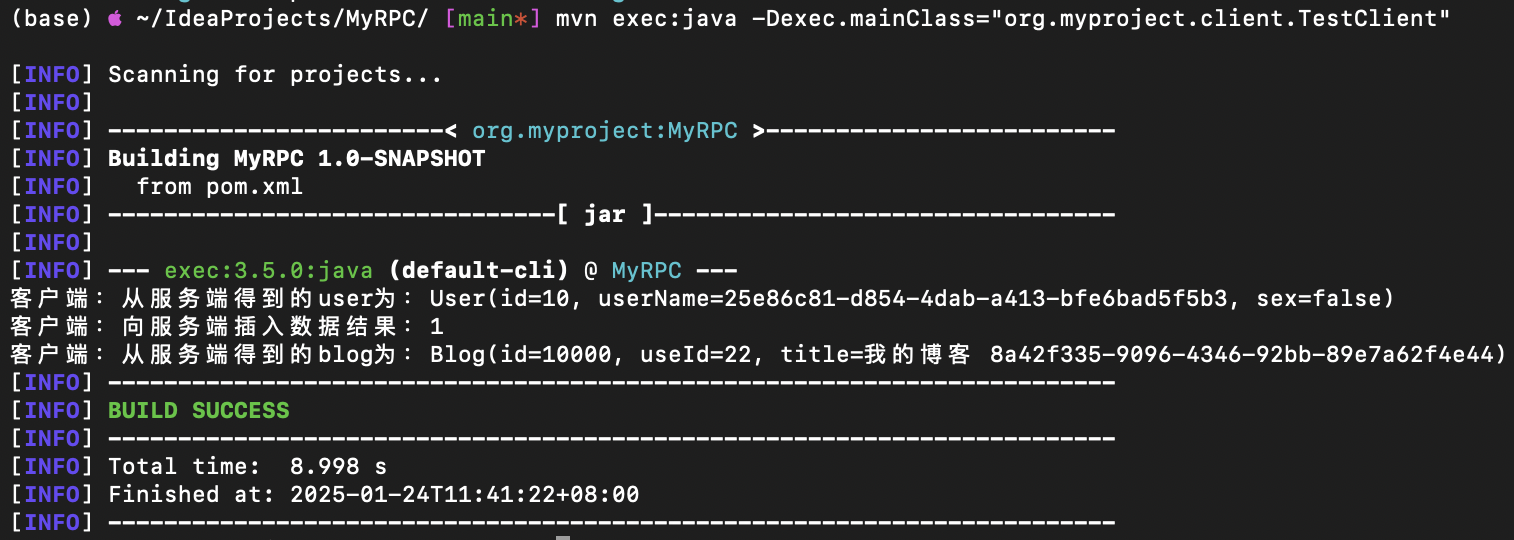 (base)  ~/IdeaProjects/MyRPC/ [main*] mvn exec:java -Dexec.mainClass="org.myproject.client.TestClient"
[INFO] Scanning for projects...
[INFO]
[INFO] ------------------------< org.myproject:MyRPC >-------------------------
[INFO] Building MyRPC 1.0-SNAPSHOT
[INFO]   from pom.xml
[INFO] --------------------------------[ jar ]---------------------------------
[INFO]
[INFO] --- exec:3.5.0:java (default-cli) @ MyRPC ---
客户端：从服务端得到的user为：User(id=10, userName=25e86c81-d854-4dab-a413-bfe6bad5f5b3, sex=false)
客户端：向服务端插入数据结果：1
客户端：从服务端得到的blog为：Blog(id=10000, useId=22, title=我的博客 8a42f335-9096-4346-92bb-89e7a62f4e44)
[INFO] ------------------------------------------------------------------------
[INFO] BUILD SUCCESS
[INFO] ------------------------------------------------------------------------
[INFO] Total time:  8.998 s
[INFO] Finished at: 2025-01-24T11:41:22+08:00
[INFO] ------------------------------------------------------------------------